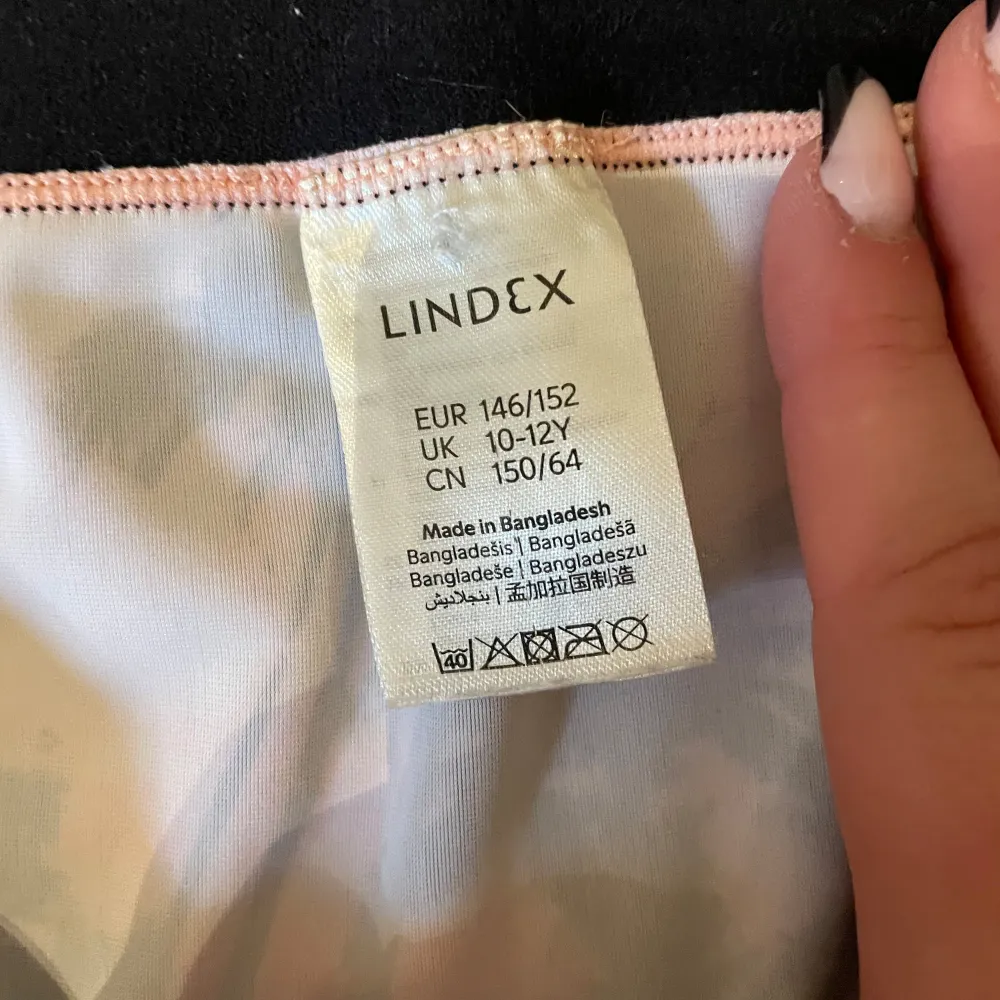 LINDEX
EUR 146/152
UK 10-12Y
CN 150/64
Made in Bangladesh
Bangladešis | Bangladešā
Bangladeše | Bangladeszu
بنجلاديش | 孟加拉国制造
40